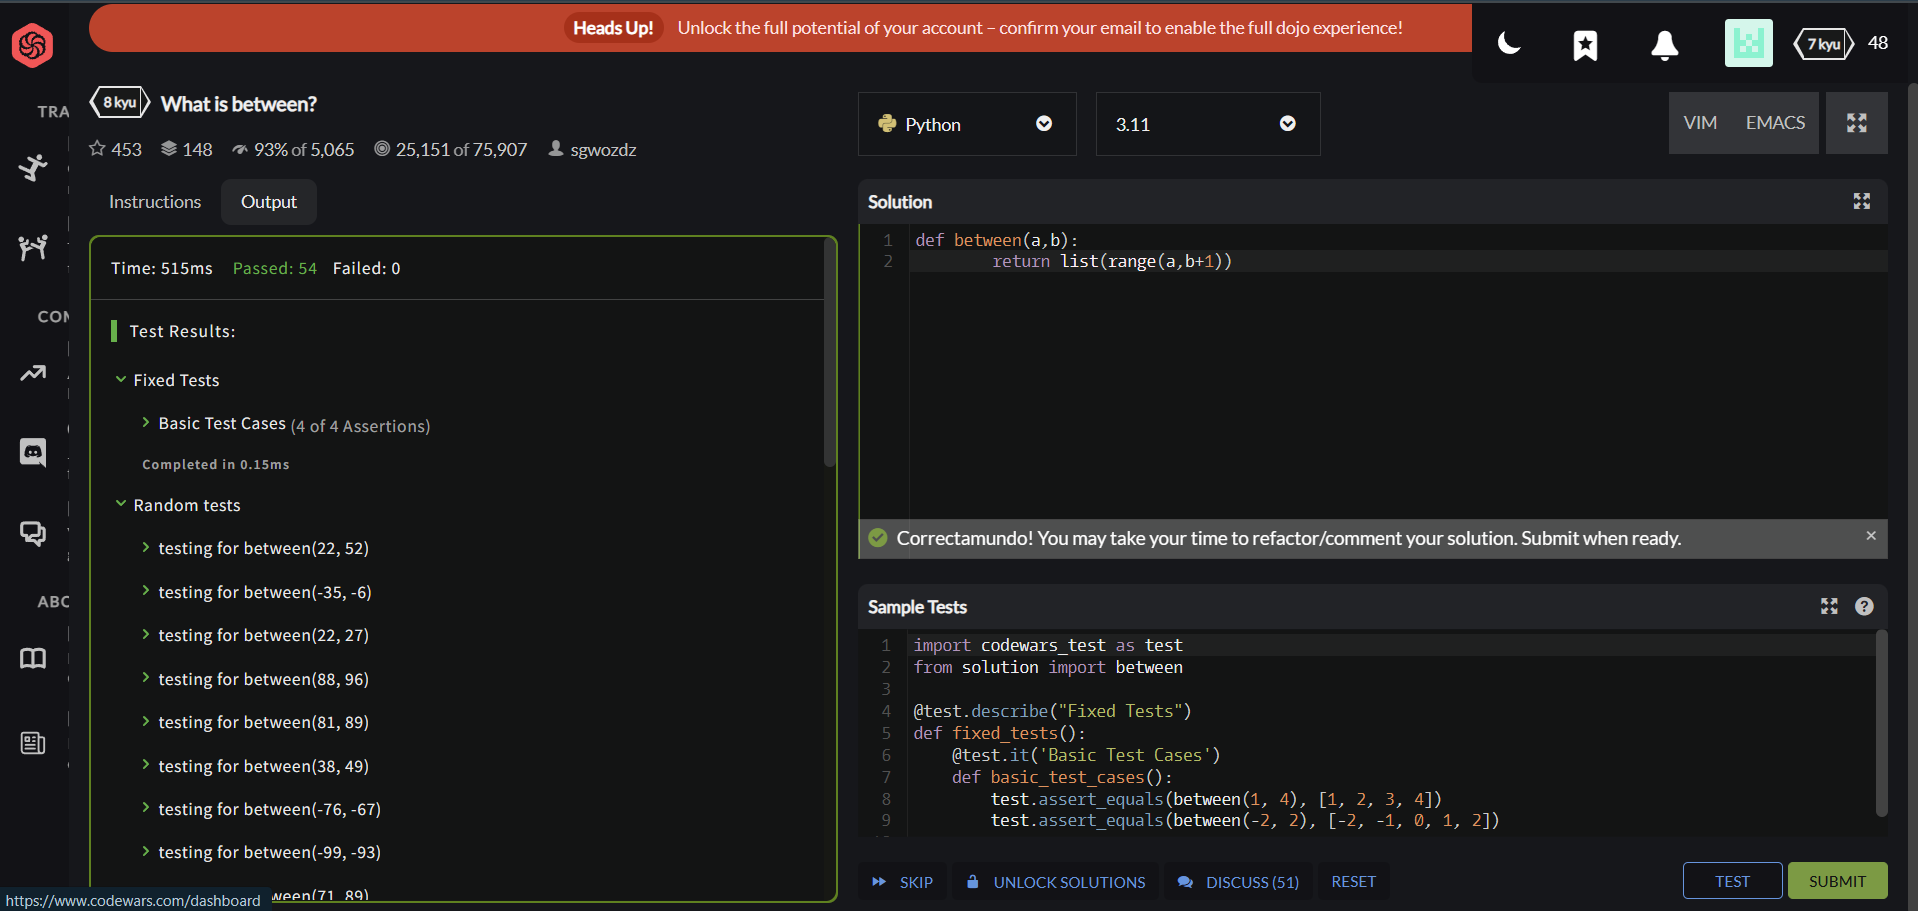 Heads Up! Unlock the full potential of your account – confirm your email to enable the full dojo experience!
7 kyu 48
TRA
COM
ABC
8 kyu What is between?
453 148 93% of 5,065 25,151 of 75,907 sgwozdz
Instructions Output
Time: 515ms Passed: 54 Failed: 0
Test Results:
Fixed Tests
Basic Test Cases (4 of 4 Assertions)
Completed in 0.15ms
Random tests
testing for between(22, 52)
testing for between(-35, -6)
testing for between(22, 27)
testing for between(88, 96)
testing for between(81, 89)
testing for between(38, 49)
testing for between(-76, -67)
testing for between(-99, -93)
ween(71, 89)
https://www.codewars.com/dashboard
Python 3.11 VIM EMACS
Solution
1 def between(a,b):
2 return list(range(a,b+1))
Correctamundo! You may take your time to refactor/comment your solution. Submit when ready. ×
Sample Tests
1 import codewars_test as test
2 from solution import between
3
4 @test.describe("Fixed Tests")
5 def fixed_tests():
6 @test.it('Basic Test Cases')
7 def basic_test_cases():
8 test.assert_equals(between(1, 4), [1, 2, 3, 4])
9 test.assert_equals(between(-2, 2), [-2, -1, 0, 1, 2])
SKIP UNLOCK SOLUTIONS DISCUSS (51) RESET TEST SUBMIT